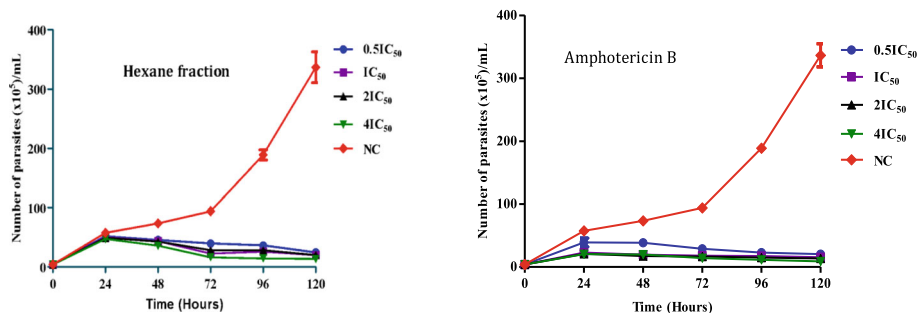 Hexane fraction
Number of parasites (x10⁵)/mL
400
300
200
100
0
0 24 48 72 96 120
Time (Hours)
0.5IC₅₀
IC₅₀
2IC₅₀
4IC₅₀
NC
Amphotericin B
Number of parasites (x10⁵)/mL
400
300
200
100
0
0 24 48 72 96 120
Time (Hours)
0.5IC₅₀
IC₅₀
2IC₅₀
4IC₅₀
NC